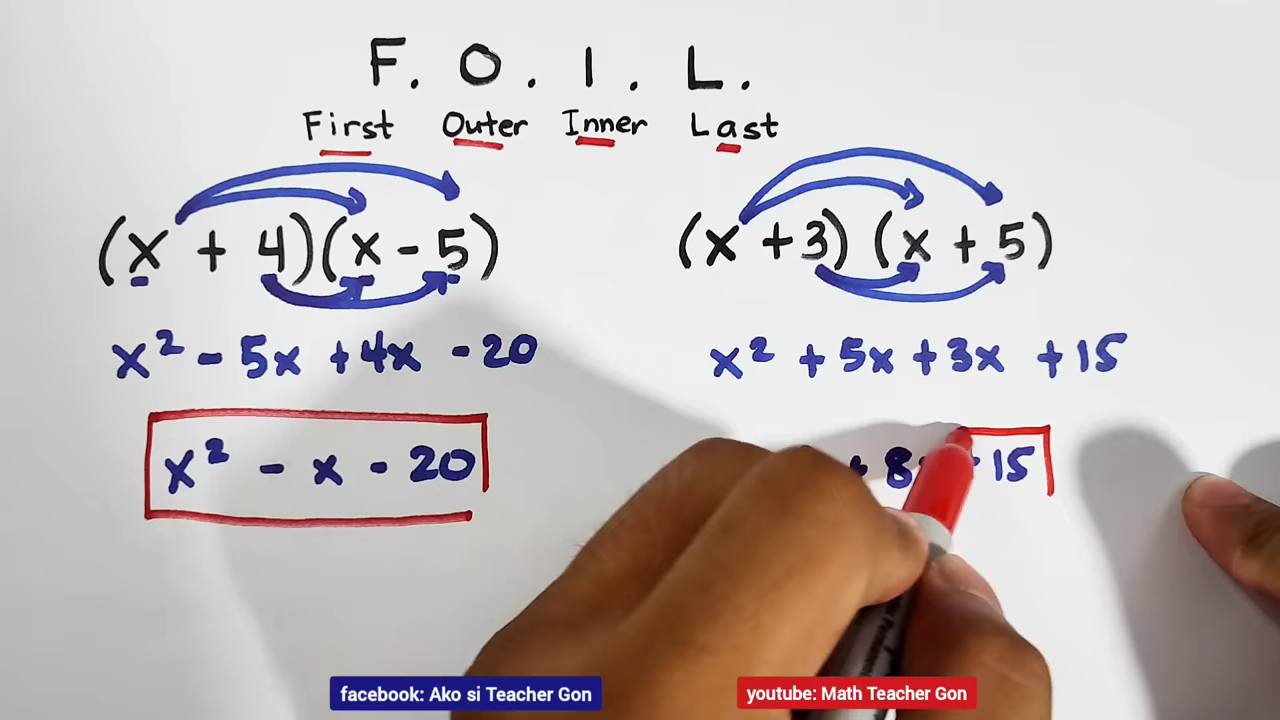 F. O. I. L.
First Outer Inner Last
(x + 4)(x - 5)
(x + 3) (x + 5)
x² - 5x + 4x - 20
x² + 5x + 3x + 15
x² - x - 20
+ 8 15
facebook: Ako si Teacher Gon
youtube: Math Teacher Gon